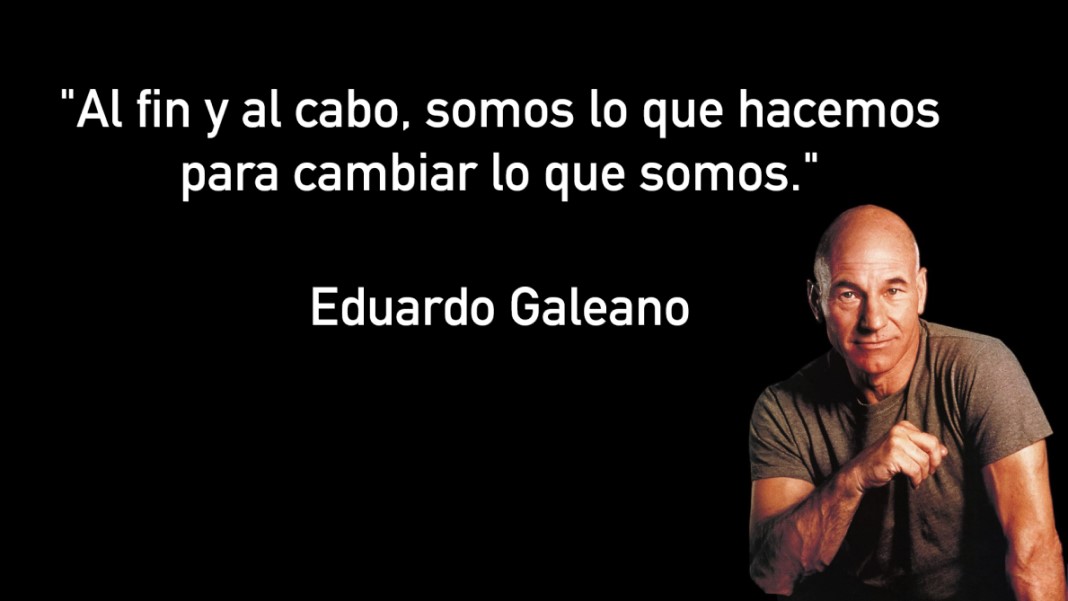 "Al fin y al cabo, somos lo que hacemos
para cambiar lo que somos."
Eduardo Galeano